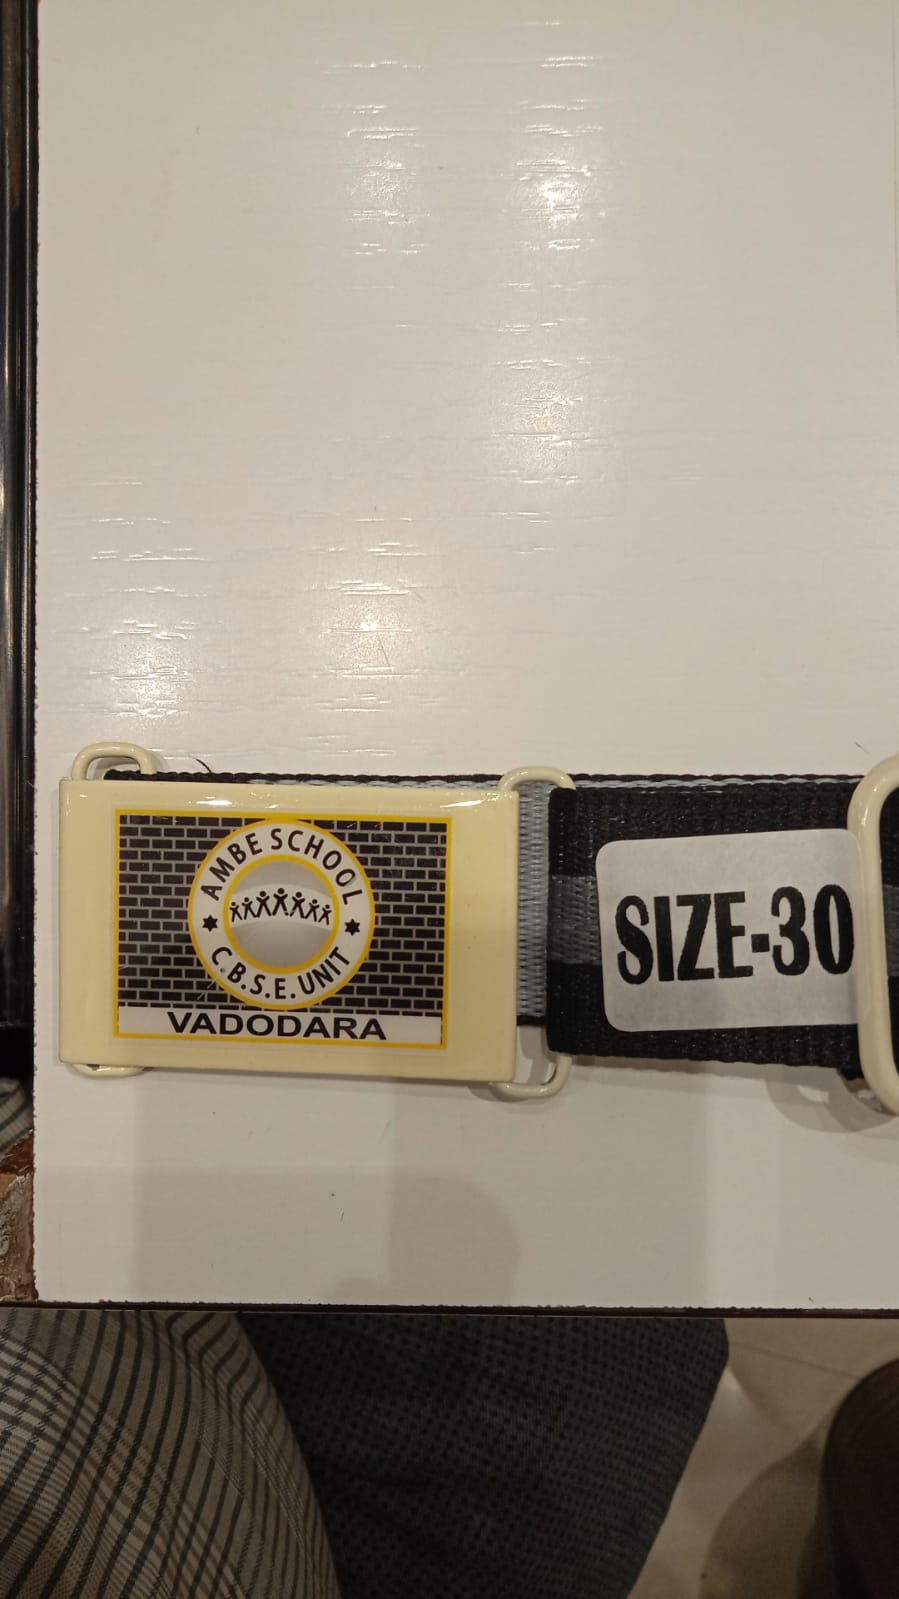 AMBE SCHOOL
C.B.S.E. UNIT
VADODARA
SIZE-30